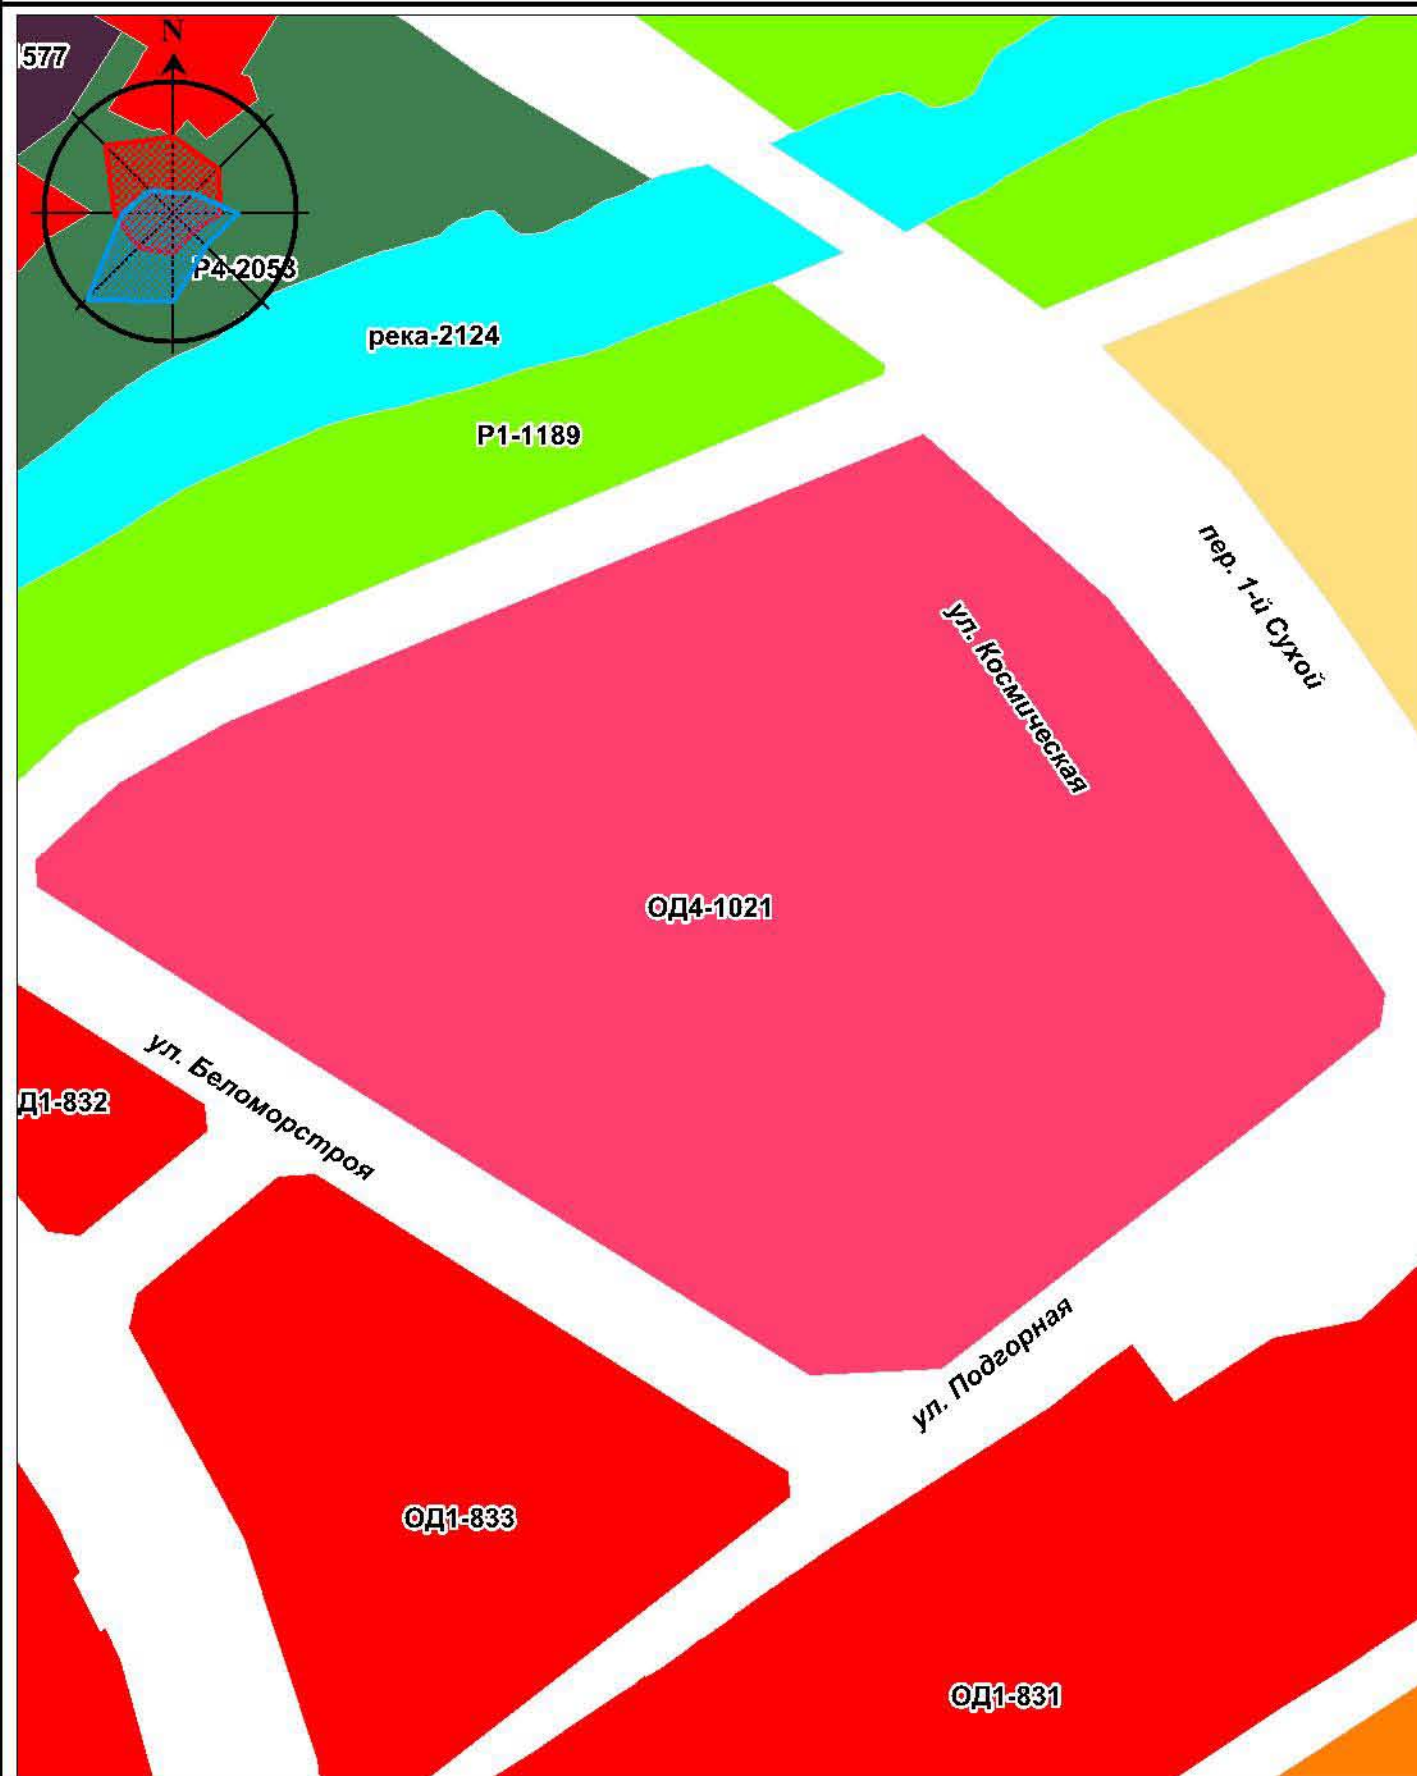 N
577
Р4-2053
река-2124
Р1-1189
пер. 1-й Сухой
ул. Космическая
ОД4-1021
ул. Беломорстроя
Д1-832
ул. Подгорная
ОД1-833
ОД1-831